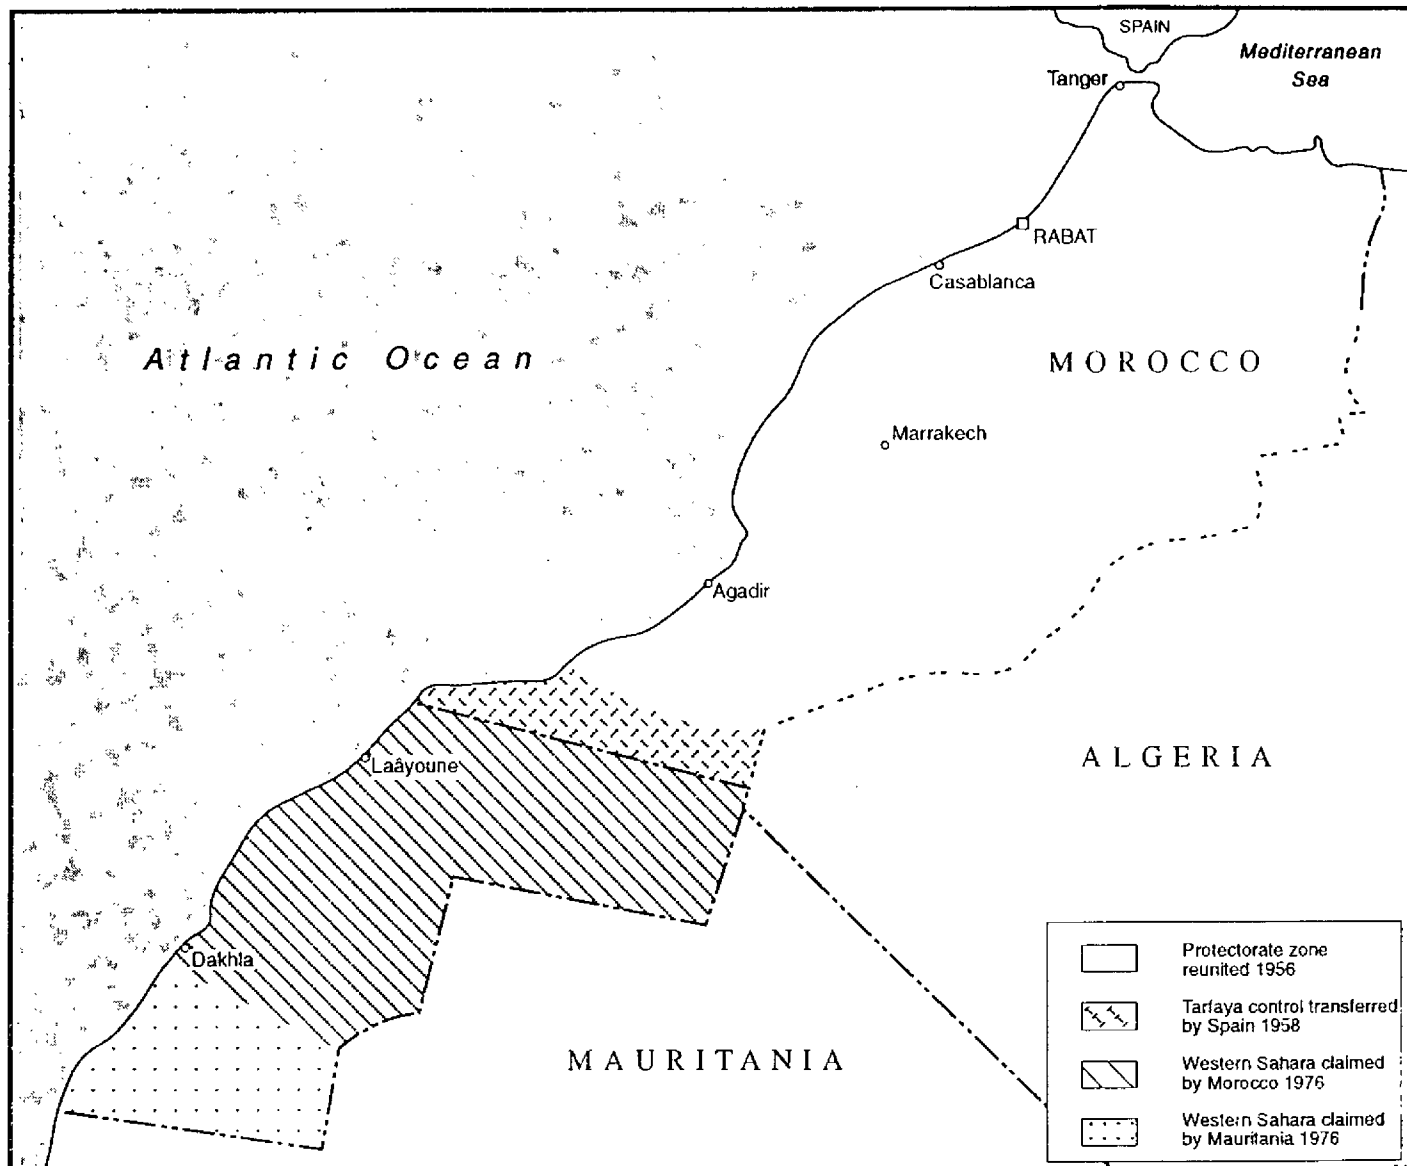 SPAIN
Mediterranean
Sea
Tanger
RABAT
Casablanca
Atlantic Ocean
MOROCCO
Marrakech
Agadir
Laâyoune
ALGERIA
Dakhla
MAURITANIA
Protectorate zone
reunited 1956
Tarfaya control transferred
by Spain 1958
Western Sahara claimed
by Morocco 1976
Western Sahara claimed
by Mauritania 1976